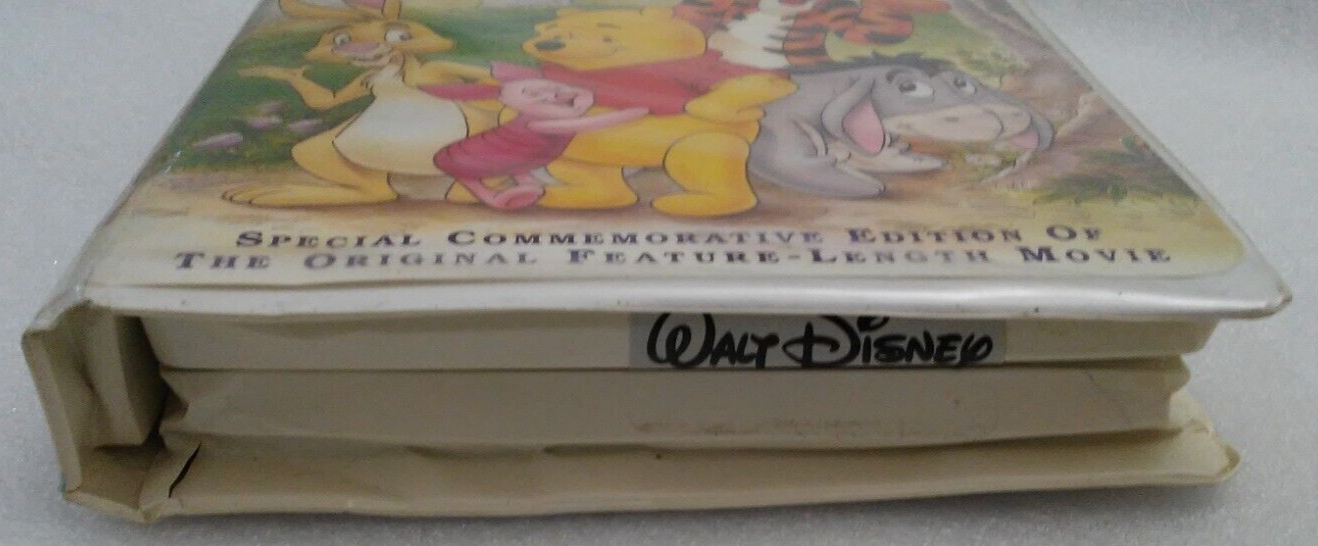 SPECIAL COMMEMORATIVE EDITION OF
THE ORIGINAL FEATURE-LENGTH MOVIE
WALT DISNEY